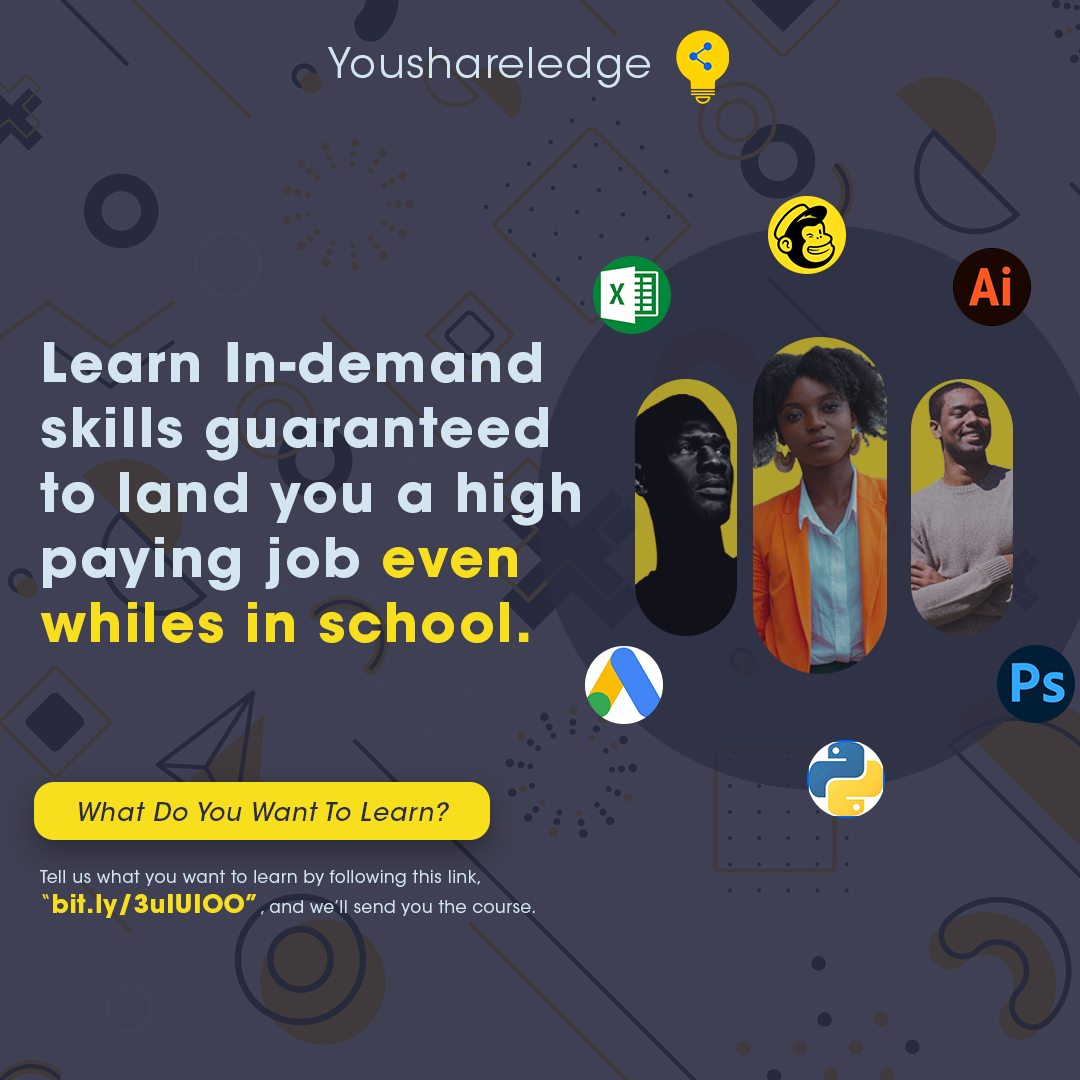 Youshareledge
Learn In-demand
skills guaranteed
to land you a high
paying job even
whiles in school.
X
Ai
Ps
What Do You Want To Learn?
Tell us what you want to learn by following this link,
“bit.ly/3uIUIOO” , and we’ll send you the course.